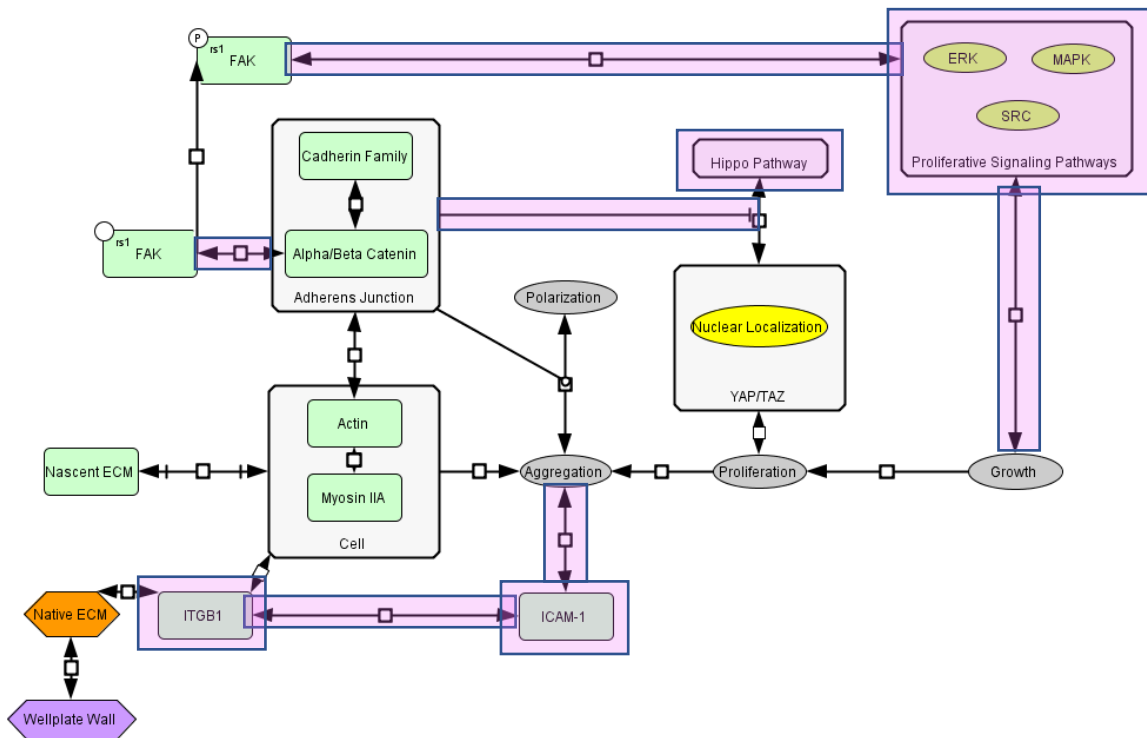 P
rs1
FAK
ERK
MAPK
SRC
Proliferative Signaling Pathways
Cadherin Family
Hippo Pathway
rs1
FAK
Alpha/Beta Catenin
Adherens Junction
Polarization
Nuclear Localization
YAP/TAZ
Actin
Nascent ECM
Myosin IIA
Cell
Aggregation
Proliferation
Growth
Native ECM
ITGB1
ICAM-1
Wellplate Wall